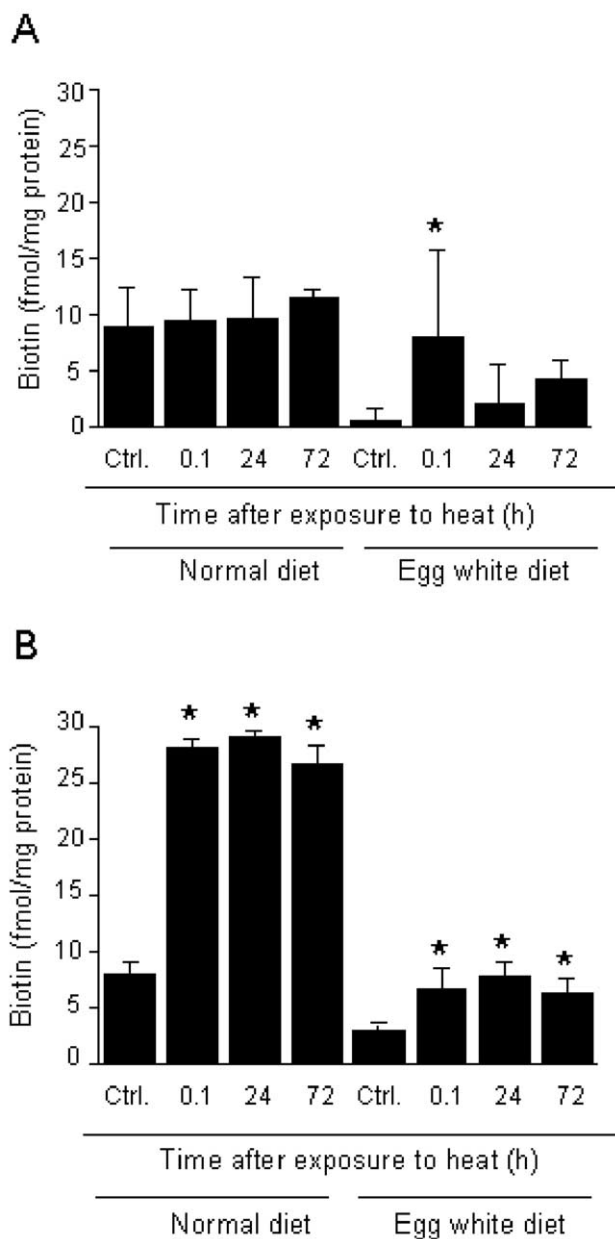 A
Biotin (fmol/mg protein)
30
25
20
15
10
5
0
*
Ctrl. 0.1 24 72 Ctrl. 0.1 24 72
Time after exposure to heat (h)
Normal diet Egg white diet
B
Biotin (fmol/mg protein)
30
25
20
15
10
5
0
* * * * * *
Ctrl. 0.1 24 72 Ctrl. 0.1 24 72
Time after exposure to heat (h)
Normal diet Egg white diet